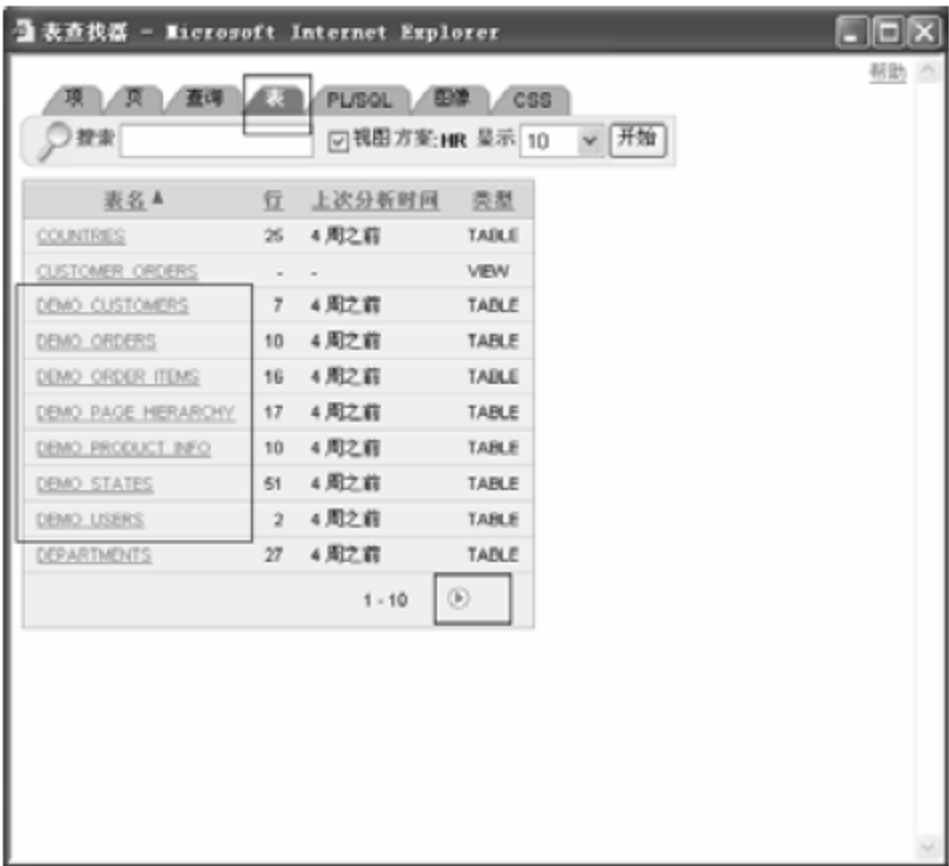 表查找器 - Microsoft Internet Explorer
帮助
项 页 查询 表 PL/SQL 图像 CSS
搜索 视图 方案:HR 显示 10 开始
表名 行 上次分析时间 类型
COUNTRIES 25 4 周之前 TABLE
CUSTOMER_ORDERS - - VIEW
DEMO_CUSTOMERS 7 4 周之前 TABLE
DEMO_ORDERS 10 4 周之前 TABLE
DEMO_ORDER_ITEMS 16 4 周之前 TABLE
DEMO_PAGE_HIERARCHY 17 4 周之前 TABLE
DEMO_PRODUCT_INFO 10 4 周之前 TABLE
DEMO_STATES 51 4 周之前 TABLE
DEMO_USERS 2 4 周之前 TABLE
DEPARTMENTS 27 4 周之前 TABLE
1 - 10